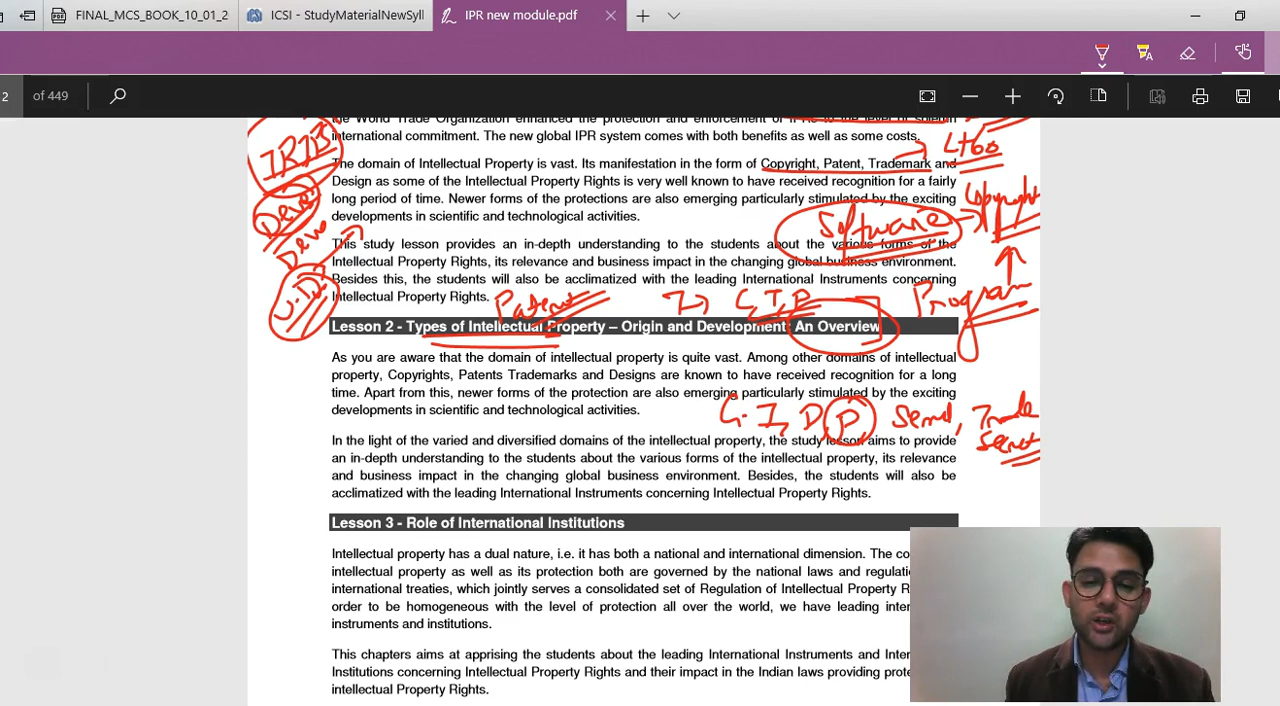 FINAL_MCS_BOOK_10_01_2
ICSI - StudyMaterialNewSyll
IPR new module.pdf
2 of 449
the World Trade Organization enhanced the protection and enforcement of IPRs to the level of solemn
international commitment. The new global IPR system comes with both benefits as well as some costs.
The domain of Intellectual Property is vast. Its manifestation in the form of Copyright, Patent, Trademark and
Design as some of the Intellectual Property Rights is very well known to have received recognition for a fairly
long period of time. Newer forms of the protections are also emerging particularly stimulated by the exciting
developments in scientific and technological activities.
Software
Copyright
This study lesson provides an in-depth understanding to the students about the various forms of the
Intellectual Property Rights, its relevance and business impact in the changing global business environment.
Besides this, the students will also be acclimatized with the leading International Instruments concerning
Intellectual Property Rights.
Patent
Program
Lesson 2 - Types of Intellectual Property – Origin and Development: An Overview
As you are aware that the domain of intellectual property is quite vast. Among other domains of intellectual
property, Copyrights, Patents Trademarks and Designs are known to have received recognition for a long
time. Apart from this, newer forms of the protection are also emerging particularly stimulated by the exciting
developments in scientific and technological activities.
Trade
Secret
In the light of the varied and diversified domains of the intellectual property, the study lesson aims to provide
an in-depth understanding to the students about the various forms of the intellectual property, its relevance
and business impact in the changing global business environment. Besides, the students will also be
acclimatized with the leading International Instruments concerning Intellectual Property Rights.
Lesson 3 - Role of International Institutions
Intellectual property has a dual nature, i.e. it has both a national and international dimension. The co
intellectual property as well as its protection both are governed by the national laws and regulatio
international treaties, which jointly serves a consolidated set of Regulation of Intellectual Property R
order to be homogeneous with the level of protection all over the world, we have leading inter
instruments and institutions.
This chapters aims at apprising the students about the leading International Instruments and Inter
Institutions concerning Intellectual Property Rights and their impact in the Indian laws providing prote
intellectual Property Rights.